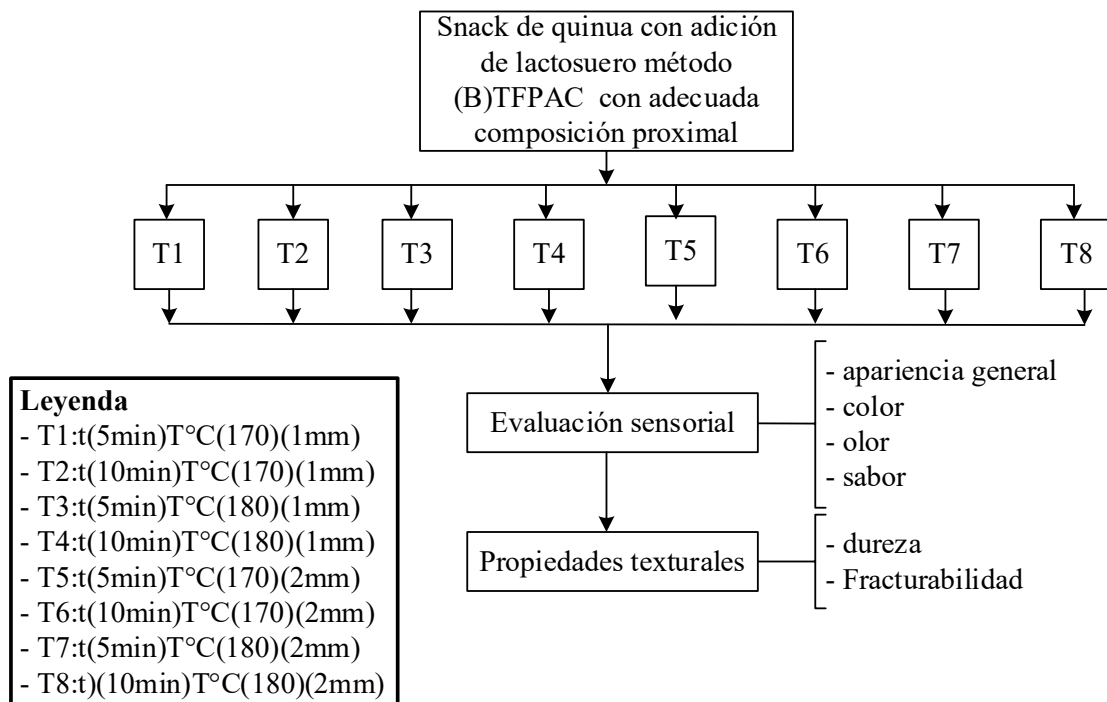 Snack de quinua con adición
de lactosuero método
(B)TFPAC con adecuada
composición proximal
T1
T2
T3
T4
T5
T6
T7
T8
Evaluación sensorial
- apariencia general
- color
- olor
- sabor
Propiedades texturales
- dureza
- Fracturabilidad
Leyenda
- T1:t(5min)T°C(170)(1mm)
- T2:t(10min)T°C(170)(1mm)
- T3:t(5min)T°C(180)(1mm)
- T4:t(10min)T°C(180)(1mm)
- T5:t(5min)T°C(170)(2mm)
- T6:t(10min)T°C(170)(2mm)
- T7:t(5min)T°C(180)(2mm)
- T8:t)(10min)T°C(180)(2mm)